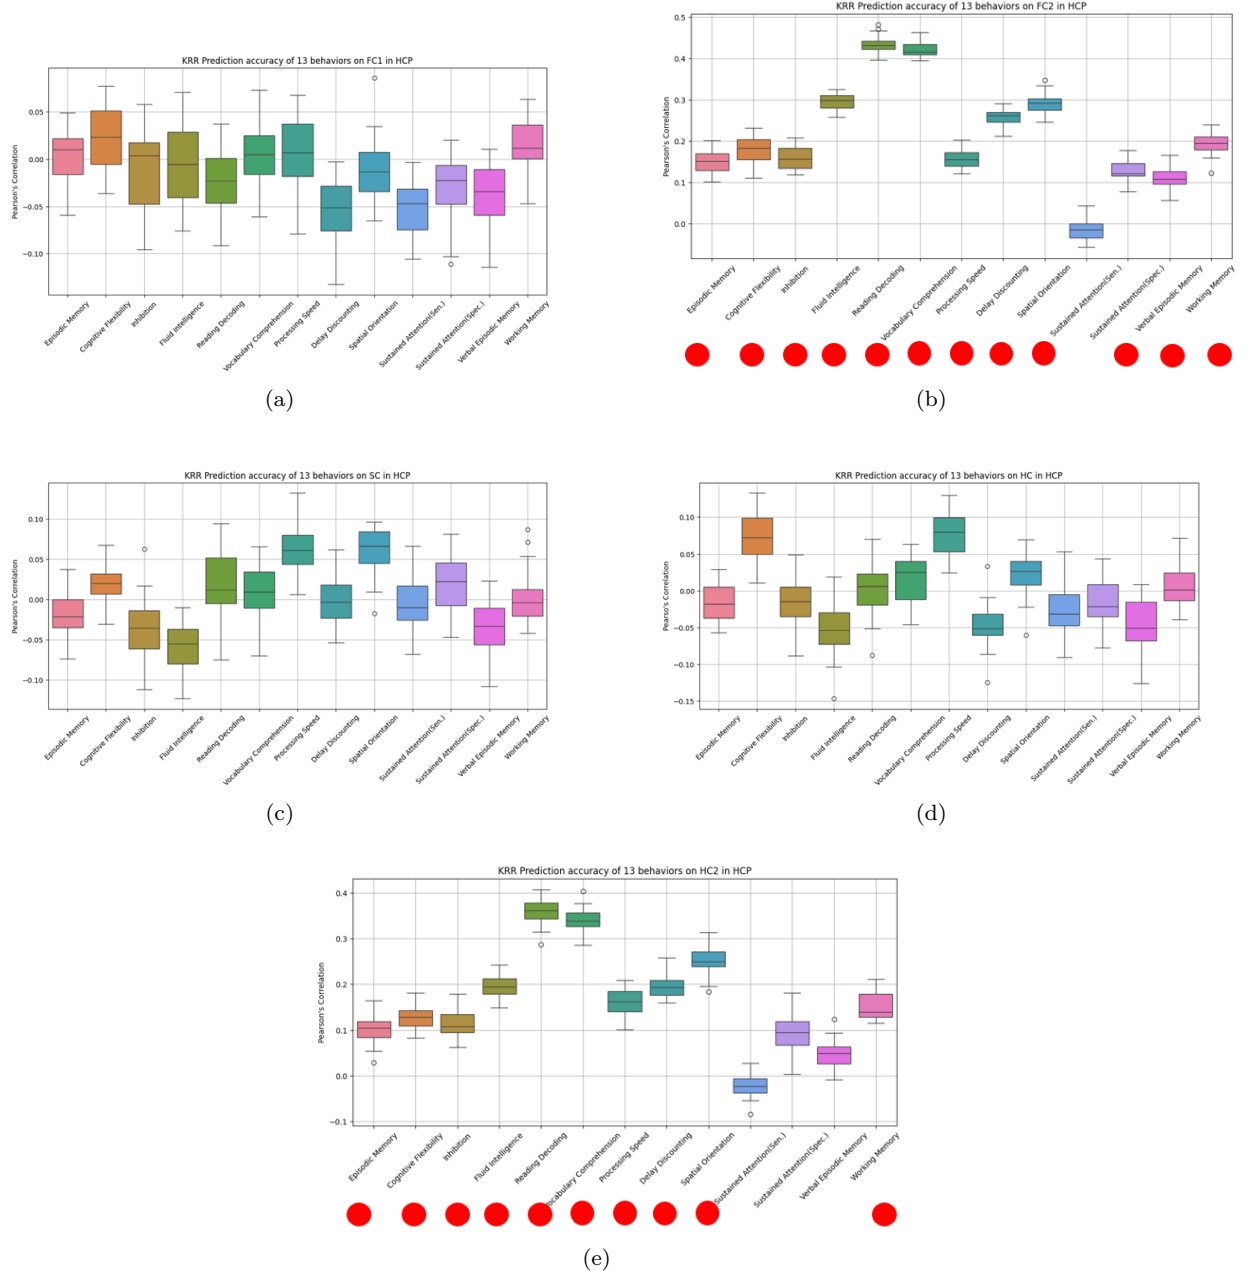 KRR Prediction accuracy of 13 behaviors on FC1 in HCP
Pearson's Correlation
0.05
0.00
−0.05
−0.10
Episodic Memory
Cognitive Flexibility
Inhibition
Fluid Intelligence
Reading Decoding
Vocabulary Comprehension
Processing Speed
Delay Discounting
Spatial Orientation
Sustained Attention(Sen.)
Sustained Attention(Spec.)
Verbal Episodic Memory
Working Memory
(a)
KRR Prediction accuracy of 13 behaviors on FC2 in HCP
Pearson's Correlation
0.5
0.4
0.3
0.2
0.1
0.0
Episodic Memory
Cognitive Flexibility
Inhibition
Fluid Intelligence
Reading Decoding
Vocabulary Comprehension
Processing Speed
Delay Discounting
Spatial Orientation
Sustained Attention(Sen.)
Sustained Attention(Spec.)
Verbal Episodic Memory
Working Memory
(b)
KRR Prediction accuracy of 13 behaviors on SC in HCP
Pearson's Correlation
0.10
0.05
0.00
−0.05
−0.10
Episodic Memory
Cognitive Flexibility
Inhibition
Fluid Intelligence
Reading Decoding
Vocabulary Comprehension
Processing Speed
Delay Discounting
Spatial Orientation
Sustained Attention(Sen.)
Sustained Attention(Spec.)
Verbal Episodic Memory
Working Memory
(c)
KRR Prediction accuracy of 13 behaviors on HC in HCP
Pearso's Correlation
0.10
0.05
0.00
−0.05
−0.10
−0.15
Episodic Memory
Cognitive Flexibility
Inhibition
Fluid Intelligence
Reading Decoding
Vocabulary Comprehension
Processing Speed
Delay Discounting
Spatial Orientation
Sustained Attention(Sen.)
Sustained Attention(Spec.)
Verbal Episodic Memory
Working Memory
(d)
KRR Prediction accuracy of 13 behaviors on HC2 in HCP
Pearson's Correlation
0.4
0.3
0.2
0.1
0.0
−0.1
Episodic Memory
Cognitive Flexibility
Inhibition
Fluid Intelligence
Reading Decoding
Vocabulary Comprehension
Processing Speed
Delay Discounting
Spatial Orientation
Sustained Attention(Sen.)
Sustained Attention(Spec.)
Verbal Episodic Memory
Working Memory
(e)